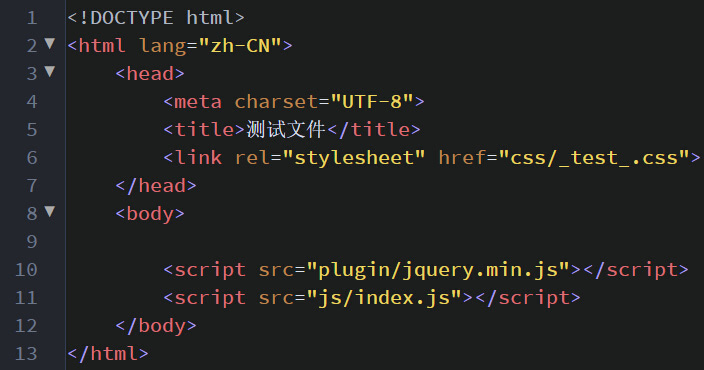 1 <!DOCTYPE html>
2 <html lang="zh-CN">
3 <head>
4 <meta charset="UTF-8">
5 <title>测试文件</title>
6 <link rel="stylesheet" href="css/_test_.css">
7 </head>
8 <body>
9
10 <script src="plugin/jquery.min.js"></script>
11 <script src="js/index.js"></script>
12 </body>
13 </html>